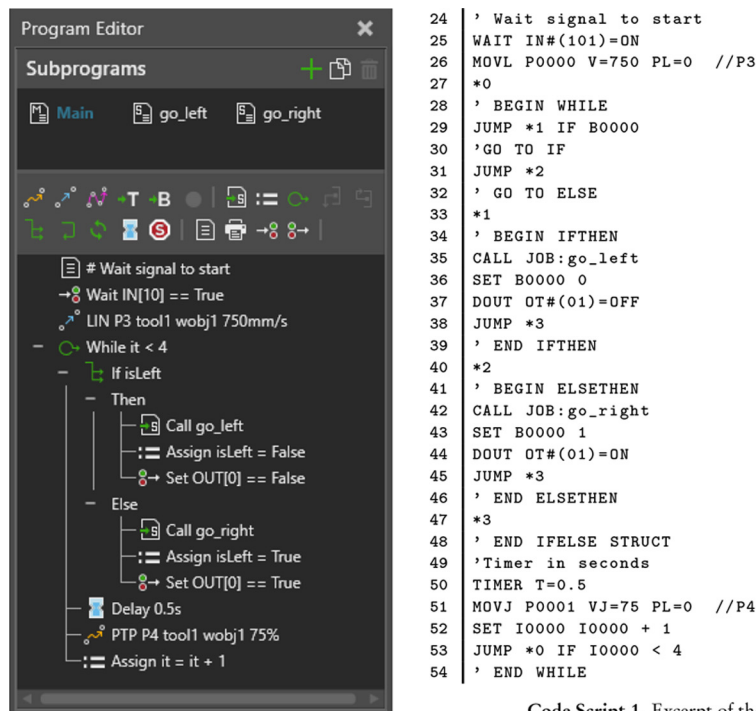 Program Editor
Subprograms
Main go_left go_right
# Wait signal to start
Wait IN[10] == True
LIN P3 tool1 wobj1 750mm/s
While it < 4
If isLeft
Then
Call go_left
Assign isLeft = False
Set OUT[0] == False
Else
Call go_right
Assign isLeft = True
Set OUT[0] == True
Delay 0.5s
PTP P4 tool1 wobj1 75%
Assign it = it + 1
24 ' Wait signal to start
25 WAIT IN#(101)=ON
26 MOVL P0000 V=750 PL=0 //P3
27 *0
28 ' BEGIN WHILE
29 JUMP *1 IF B0000
30 'GO TO IF
31 JUMP *2
32 ' GO TO ELSE
33 *1
34 ' BEGIN IFTHEN
35 CALL JOB:go_left
36 SET B0000 0
37 DOUT OT#(01)=OFF
38 JUMP *3
39 ' END IFTHEN
40 *2
41 ' BEGIN ELSETHEN
42 CALL JOB:go_right
43 SET B0000 1
44 DOUT OT#(01)=ON
45 JUMP *3
46 ' END ELSETHEN
47 *3
48 ' END IFELSE STRUCT
49 'Timer in seconds
50 TIMER T=0.5
51 MOVJ P0001 VJ=75 PL=0 //P4
52 SET I0000 I0000 + 1
53 JUMP *0 IF I0000 < 4
54 ' END WHILE
Code Script 1. Excerpt of th